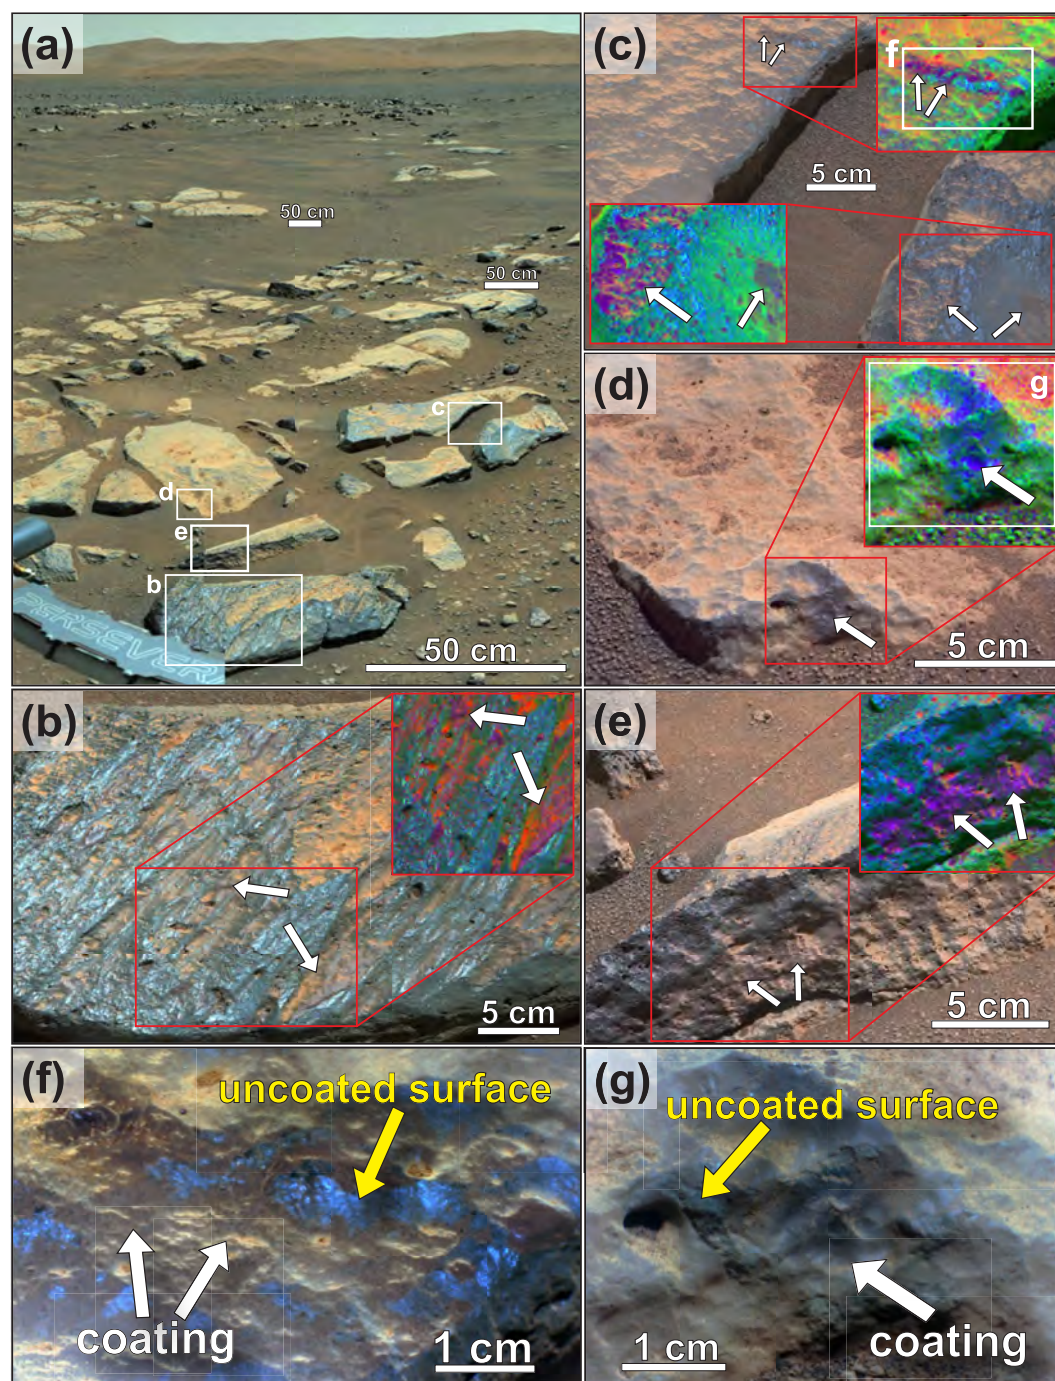 (a)
50 cm
50 cm
c
d
e
b
50 cm
PERSEVER
(c)
f
5 cm
(d)
g
5 cm
(b)
5 cm
(e)
5 cm
(f)
uncoated surface
coating
1 cm
(g)
uncoated surface
coating
1 cm